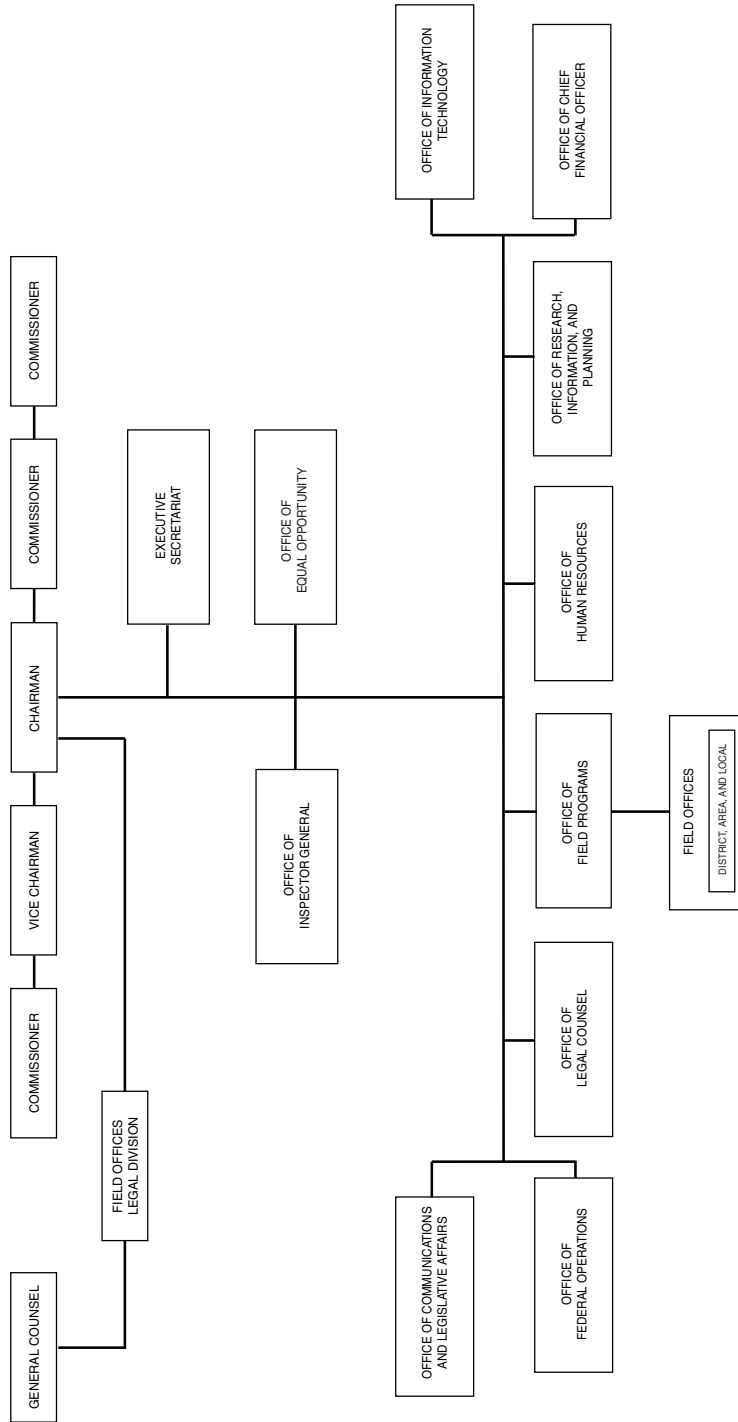 GENERAL COUNSEL
COMMISSIONER
VICE CHAIRMAN
CHAIRMAN
COMMISSIONER
COMMISSIONER
FIELD OFFICES
LEGAL DIVISION
EXECUTIVE
SECRETARIAT
OFFICE OF
INSPECTOR GENERAL
OFFICE OF
EQUAL OPPORTUNITY
OFFICE OF COMMUNICATIONS
AND LEGISLATIVE AFFAIRS
OFFICE OF INFORMATION
TECHNOLOGY
OFFICE OF
FEDERAL OPERATIONS
OFFICE OF
LEGAL COUNSEL
OFFICE OF
FIELD PROGRAMS
OFFICE OF
HUMAN RESOURCES
OFFICE OF RESEARCH,
INFORMATION, AND
PLANNING
OFFICE OF CHIEF
FINANCIAL OFFICER
FIELD OFFICES
DISTRICT, AREA, AND LOCAL